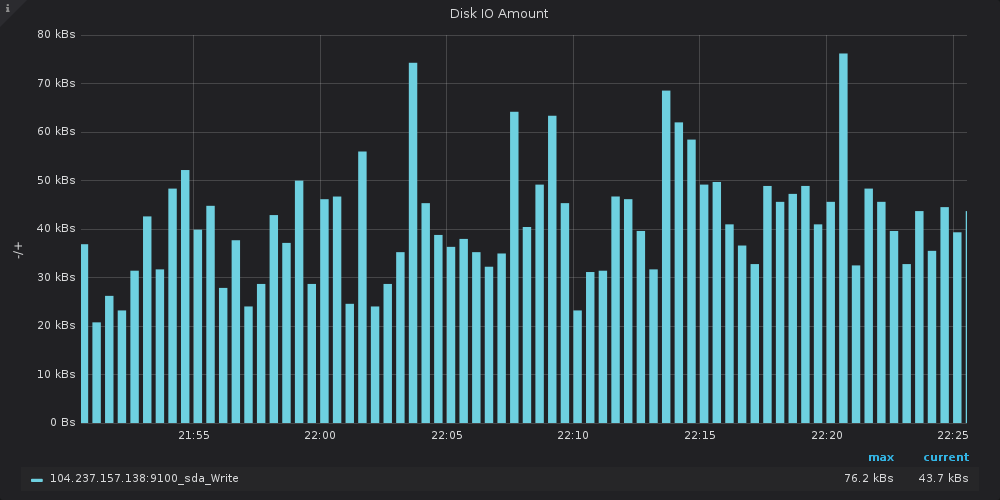 i
Disk IO Amount
80 kBs
70 kBs
60 kBs
50 kBs
40 kBs
30 kBs
20 kBs
10 kBs
0 Bs
-/+
21:55 22:00 22:05 22:10 22:15 22:20 22:25
max current
104.237.157.138:9100_sda_Write 76.2 kBs 43.7 kBs